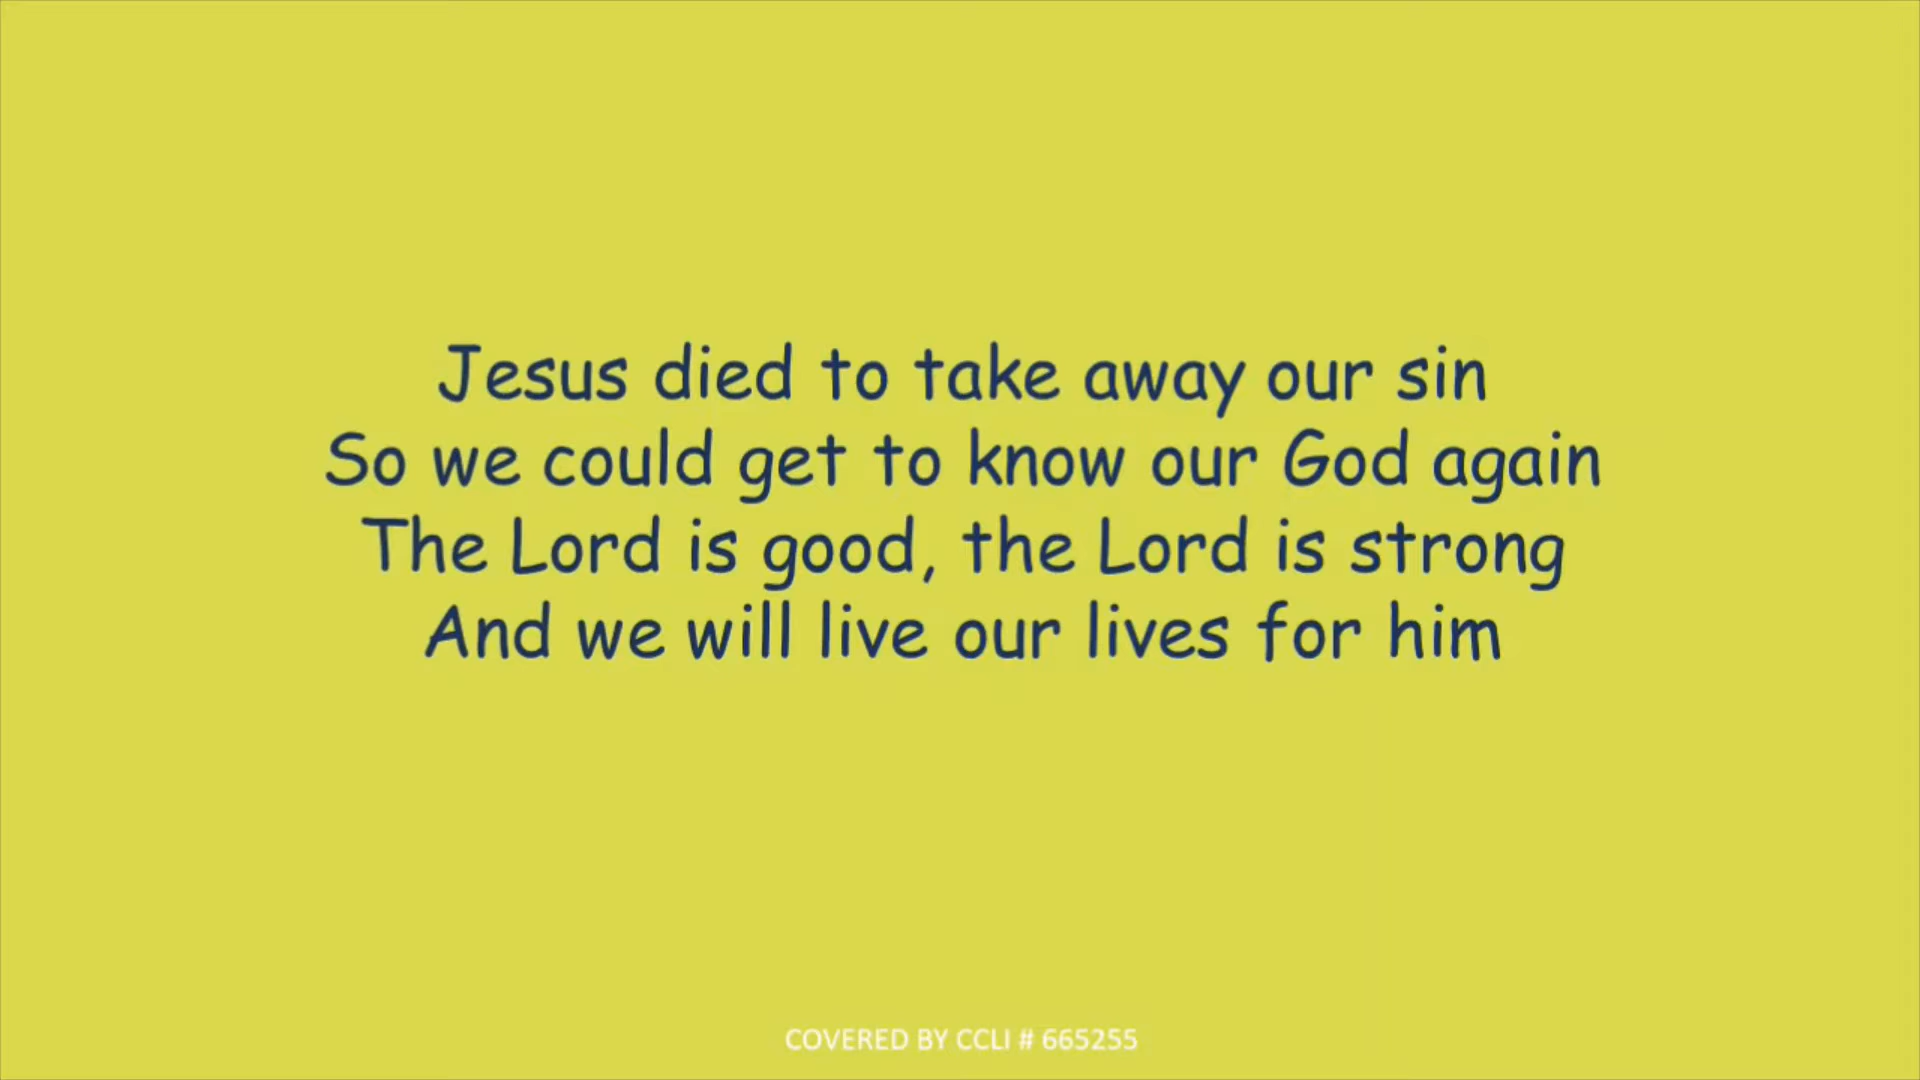 Jesus died to take away our sin
So we could get to know our God again
The Lord is good, the Lord is strong
And we will live our lives for him
COVERED BY CCLI # 665255